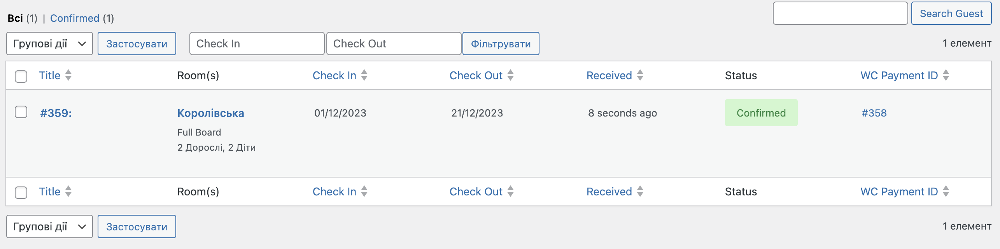 Всі (1) | Confirmed (1)
Search Guest
Групові дії Застосувати Check In Check Out Фільтрувати 1 елемент
Title Room(s) Check In Check Out Received Status WC Payment ID
#359: Королівська 01/12/2023 21/12/2023 8 seconds ago Confirmed #358
Full Board
2 Дорослі, 2 Діти
Title Room(s) Check In Check Out Received Status WC Payment ID
Групові дії Застосувати 1 елемент